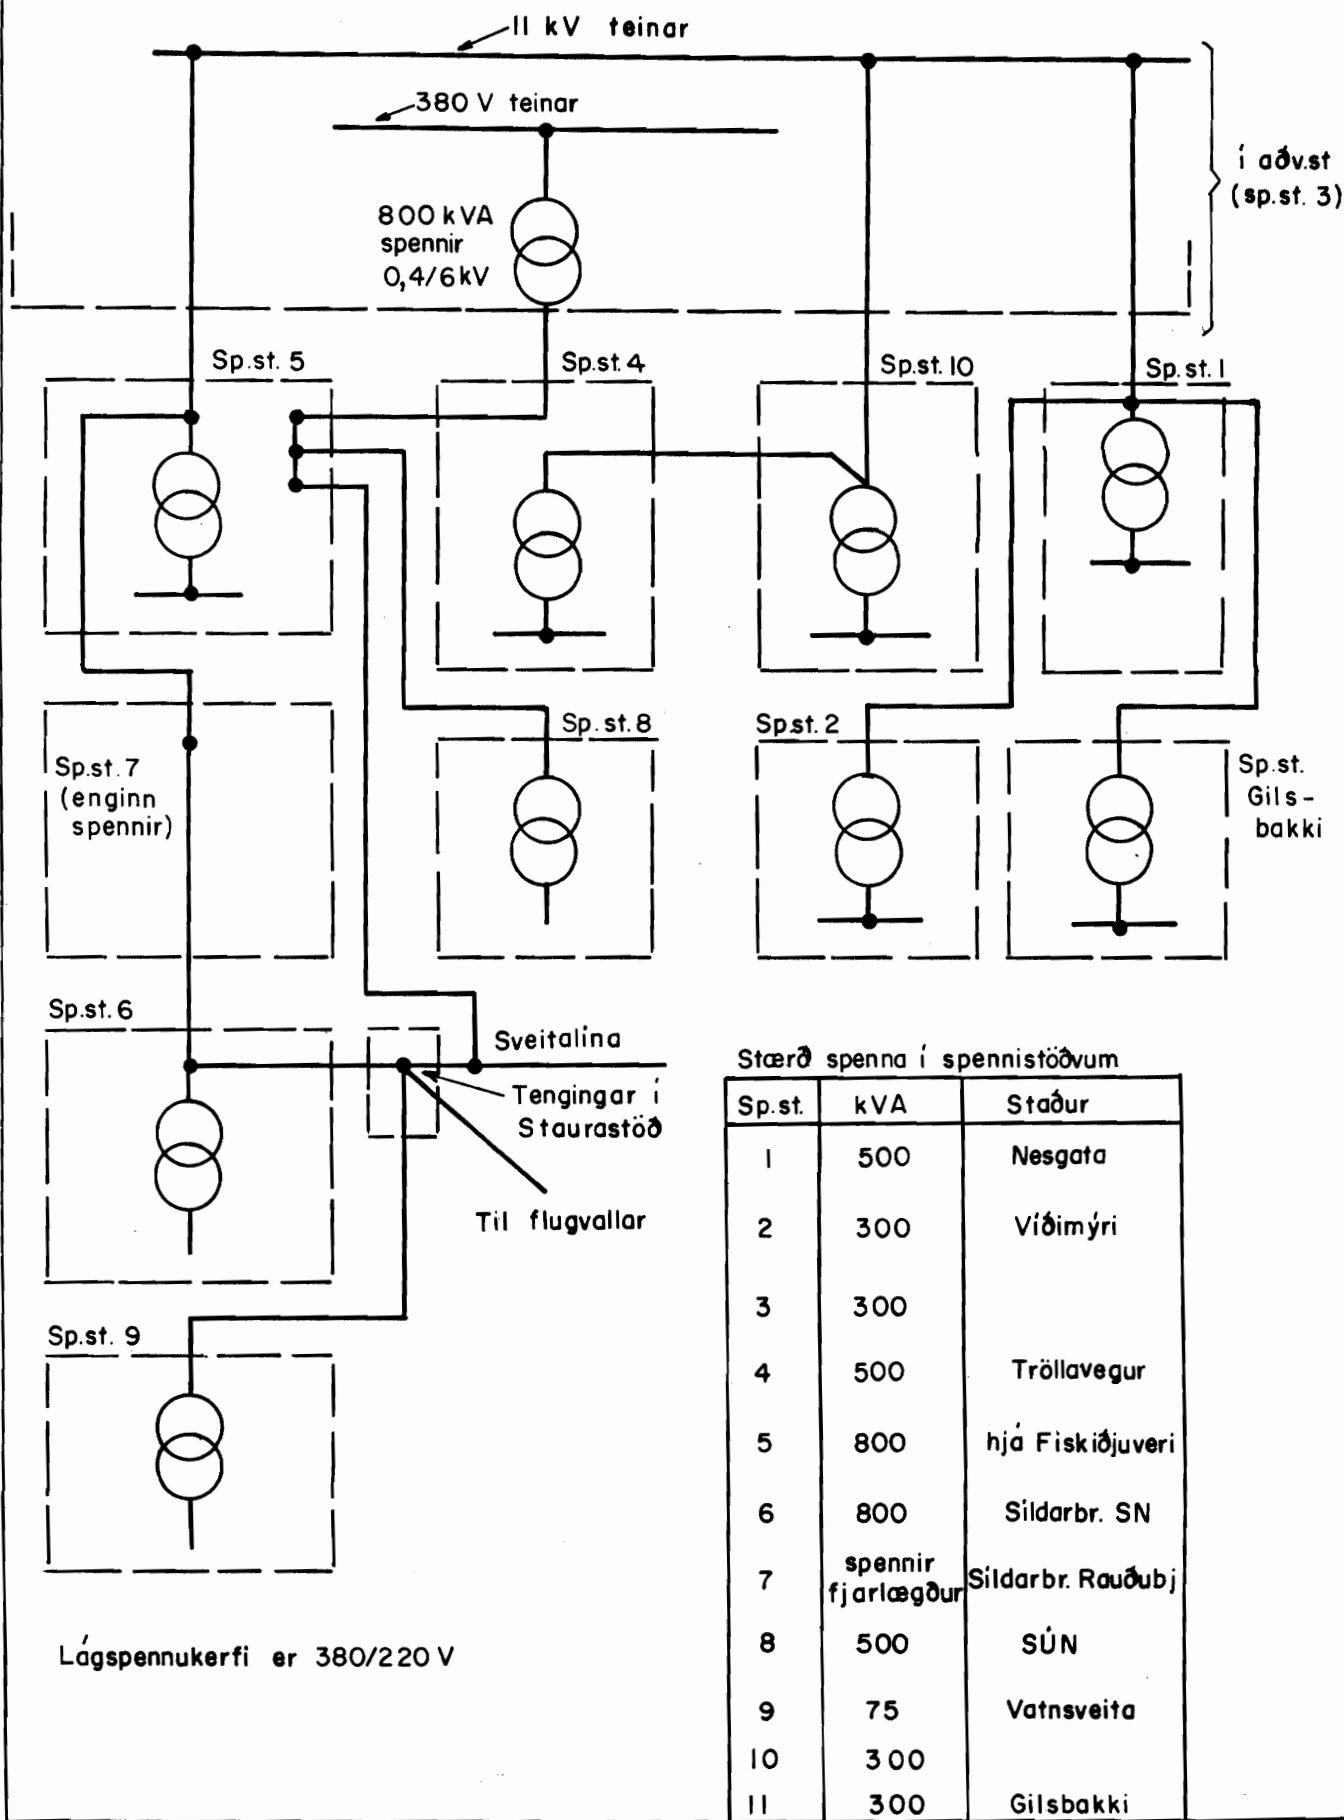 11 kV teinar
380 V teinar
í aðv.st
(sp.st. 3)
800 kVA
spennir
0,4/6 kV
Sp.st. 5
Sp.st. 4
Sp.st. 10
Sp.st. 1
Sp.st. 8
Sp.st. 2
Sp.st. 7
(enginn
spennir)
Sp.st.
Gils-
bakki
Sp.st. 6
Sveitalína
Tengingar í
Staurastöð
Til flugvallar
Sp.st. 9
Lágspennukerfi er 380/220 V
Stærð spenna í spennistöðvum
Sp.st. kVA Staður
1 500 Nesgata
2 300 Víðimýri
3 300
4 500 Tröllavegur
5 800 hjá Fiskiðjuveri
6 800 Síldarbr. SN
7 spennir
fjarlægður Síldarbr. Rauðubj
8 500 SÚN
9 75 Vatnsveita
10 300
11 300 Gilsbakki